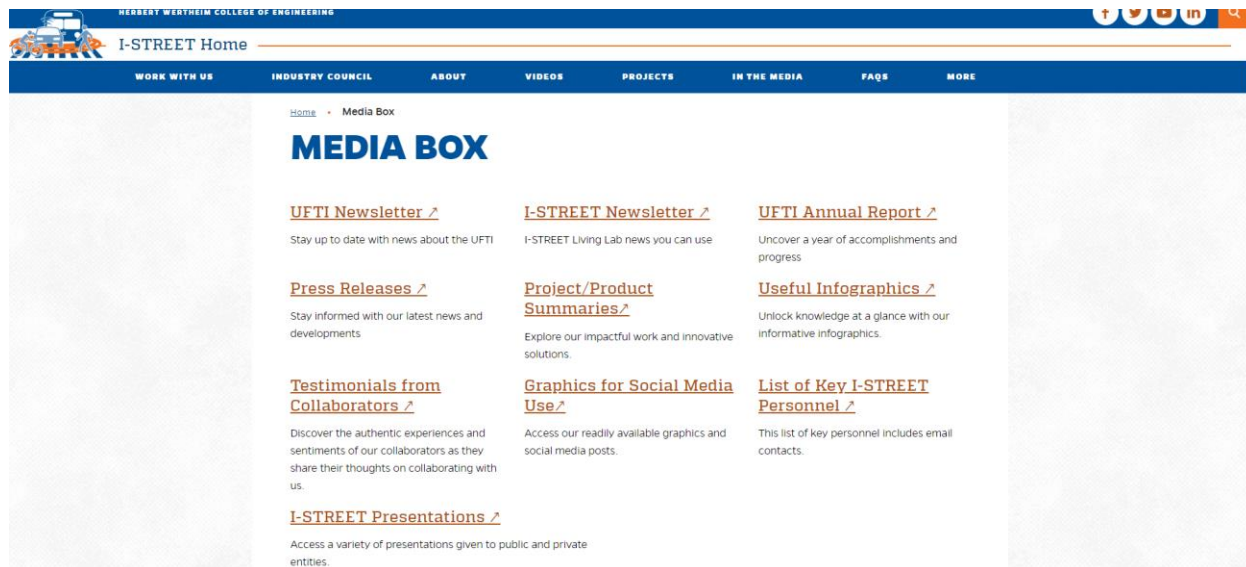 HERBERT WERTHEIM COLLEGE OF ENGINEERING
I-STREET Home
WORK WITH US INDUSTRY COUNCIL ABOUT VIDEOS PROJECTS IN THE MEDIA FAQS MORE
Home • Media Box
MEDIA BOX
UFTI Newsletter ↗
Stay up to date with news about the UFTI
I-STREET Newsletter ↗
I-STREET Living Lab news you can use
UFTI Annual Report ↗
Uncover a year of accomplishments and
progress
Press Releases ↗
Stay informed with our latest news and
developments
Project/Product
Summaries↗
Explore our impactful work and innovative
solutions.
Useful Infographics ↗
Unlock knowledge at a glance with our
informative infographics.
Testimonials from
Collaborators ↗
Discover the authentic experiences and
sentiments of our collaborators as they
share their thoughts on collaborating with
us.
Graphics for Social Media
Use↗
Access our readily available graphics and
social media posts.
List of Key I-STREET
Personnel ↗
This list of key personnel includes email
contacts.
I-STREET Presentations ↗
Access a variety of presentations given to public and private
entities.